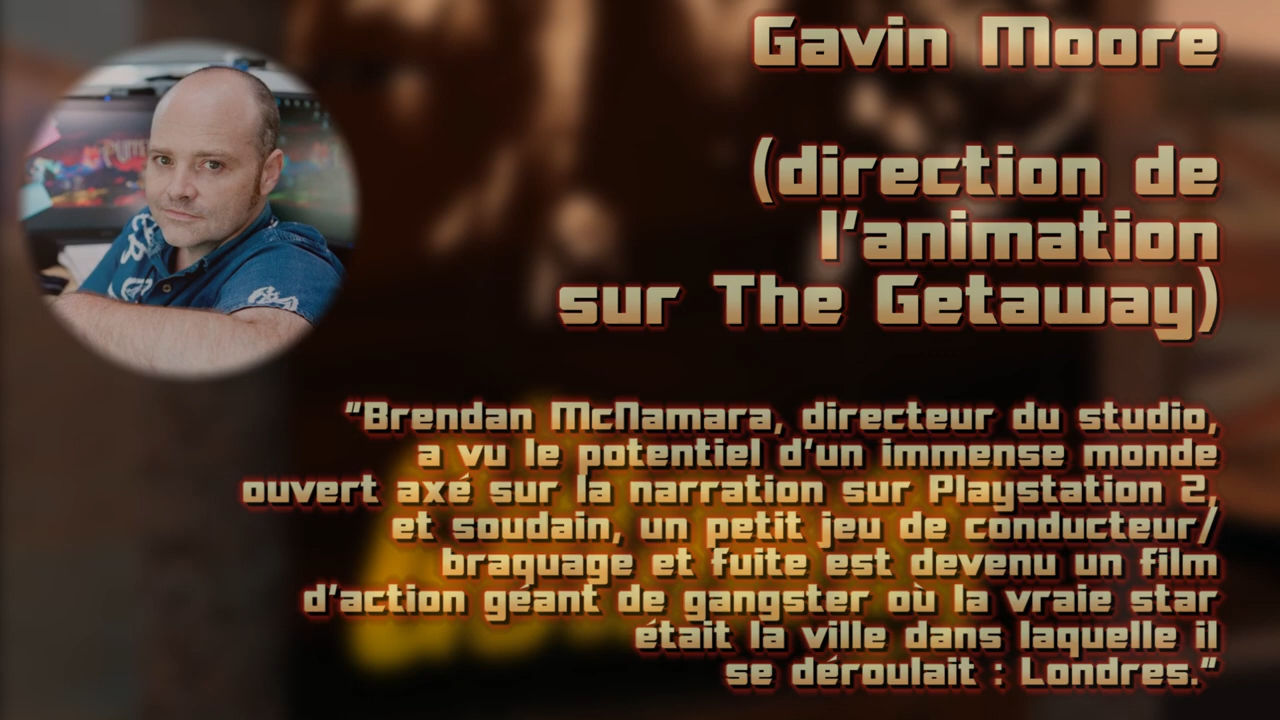 Gavin Moore
(direction de
l'animation
sur The Getaway)
"Brendan McNamara, directeur du studio,
a vu le potentiel d'un immense monde
ouvert axé sur la narration sur Playstation 2,
et soudain, un petit jeu de conducteur/
braquage et fuite est devenu un film
d'action géant de gangster où la vraie star
était la ville dans laquelle il
se déroulait : Londres."